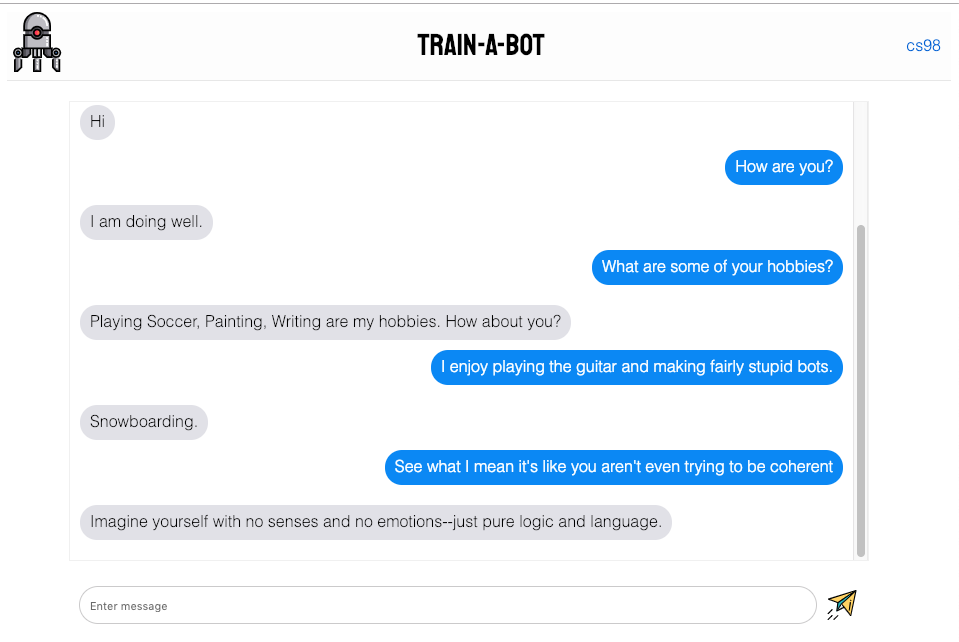 TRAIN-A-BOT
cs98
Hi
How are you?
I am doing well.
What are some of your hobbies?
Playing Soccer, Painting, Writing are my hobbies. How about you?
I enjoy playing the guitar and making fairly stupid bots.
Snowboarding.
See what I mean it's like you aren't even trying to be coherent
Imagine yourself with no senses and no emotions--just pure logic and language.
Enter message